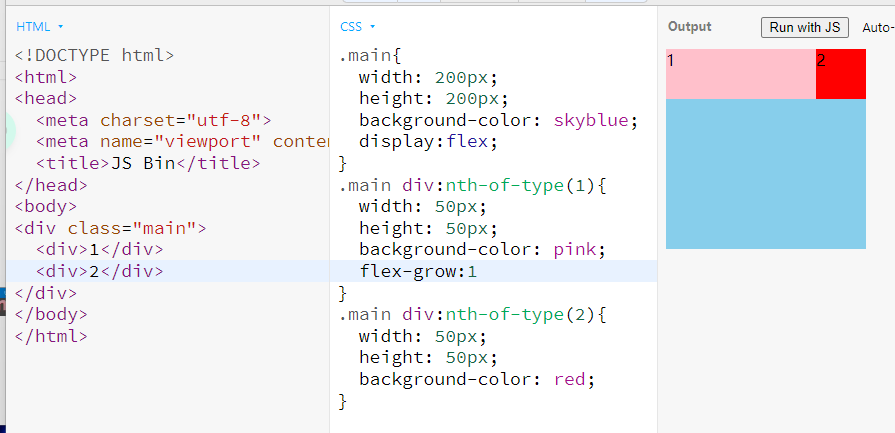 HTML
<!DOCTYPE html>
<html>
<head>
  <meta charset="utf-8">
  <meta name="viewport"
  <title>JS Bin</title>
</head>
<body>
<div class="main">
  <div>1</div>
  <div>2</div>
</div>
</body>
</html>
CSS
.main{
  width: 200px;
  height: 200px;
  background-color: skyblue;
  display:flex;
}
.main div:nth-of-type(1){
  width: 50px;
  height: 50px;
  background-color: pink;
  flex-grow:1
}
.main div:nth-of-type(2){
  width: 50px;
  height: 50px;
  background-color: red;
}
Output
Run with JS
Auto-
1
2